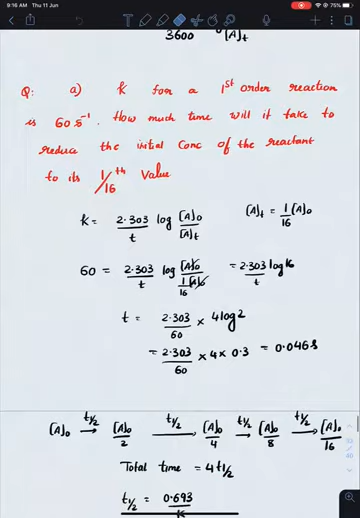 9:16 AM Thu 11 Jun
3600 [A]t
Q: a) K for a 1st order reaction
is 60 s⁻¹. How much time will it take to
reduce the initial Conc of the reactant
to its 1/16 th Value
K = 2.303/t log [A]0/[A]t [A]t = 1/16 [A]0
60 = 2.303/t log [A]0/(1/16 [A]0) = 2.303/t log 16
t = 2.303/60 × 4 log 2
= 2.303/60 × 4 × 0.3 = 0.046 s
[A]0 t1/2→ [A]0/2 t1/2→ [A]0/4 t1/2→ [A]0/8 t1/2→ [A]0/16
Total time = 4 t1/2
t1/2 = 0.693/K